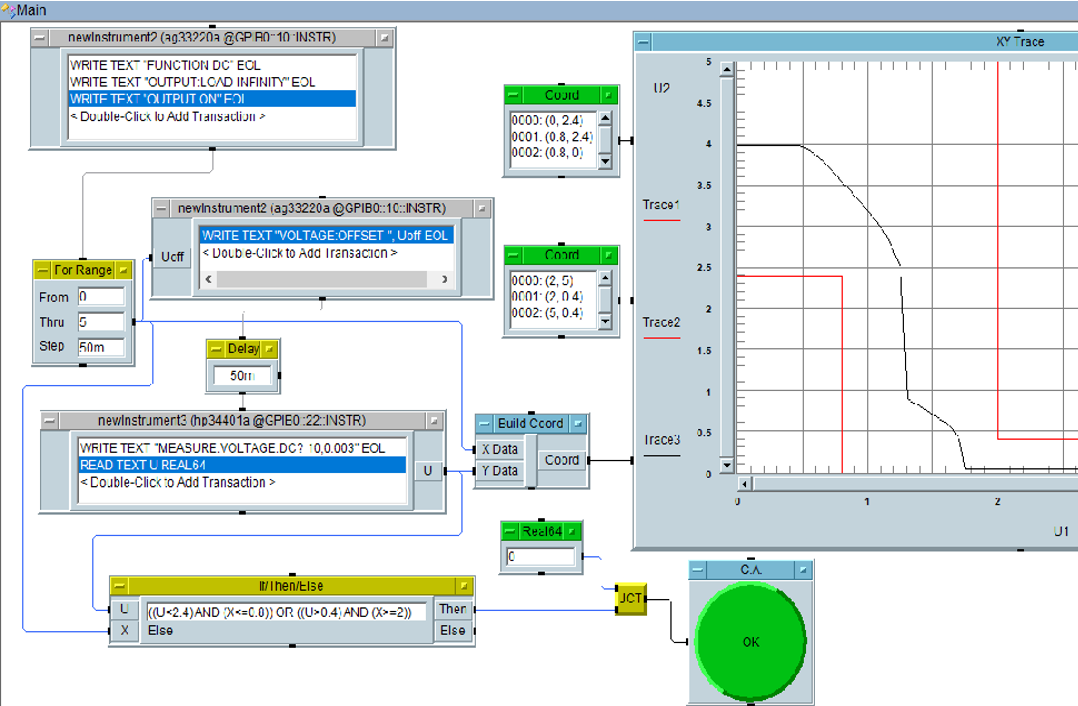 Main
newInstrument2 (ag33220a @GPIB0::10::INSTR)
WRITE TEXT "FUNCTION DC" EOL
WRITE TEXT "OUTPUT:LOAD INFINITY" EOL
WRITE TEXT "OUTPUT ON" EOL
< Double-Click to Add Transaction >
newInstrument2 (ag33220a @GPIB0::10::INSTR)
Uoff
WRITE TEXT "VOLTAGE:OFFSET ", Uoff EOL
< Double-Click to Add Transaction >
For Range
From 0
Thru 5
Step 50m
Delay
50m
newInstrument3 (hp34401a @GPIB0::22::INSTR)
WRITE TEXT "MEASURE:VOLTAGE:DC? 10,0.003" EOL
READ TEXT U REAL64
< Double-Click to Add Transaction >
U
Coord
0000: (0, 2.4)
0001: (0.8, 2.4)
0002: (0.8, 0)
Coord
0000: (2, 5)
0001: (2, 0.4)
0002: (5, 0.4)
Build Coord
X Data
Y Data
Coord
Real64
0
If/Then/Else
U
X
((U<2.4) AND (X<=0.8)) OR ((U>0.4) AND (X>=2))
Else
Then
Else
JCT
C.A.
OK
XY Trace
U2
Trace1
Trace2
Trace3
5
4.5
4
3.5
3
2.5
2
1.5
1
0.5
0
0 1 2
U1